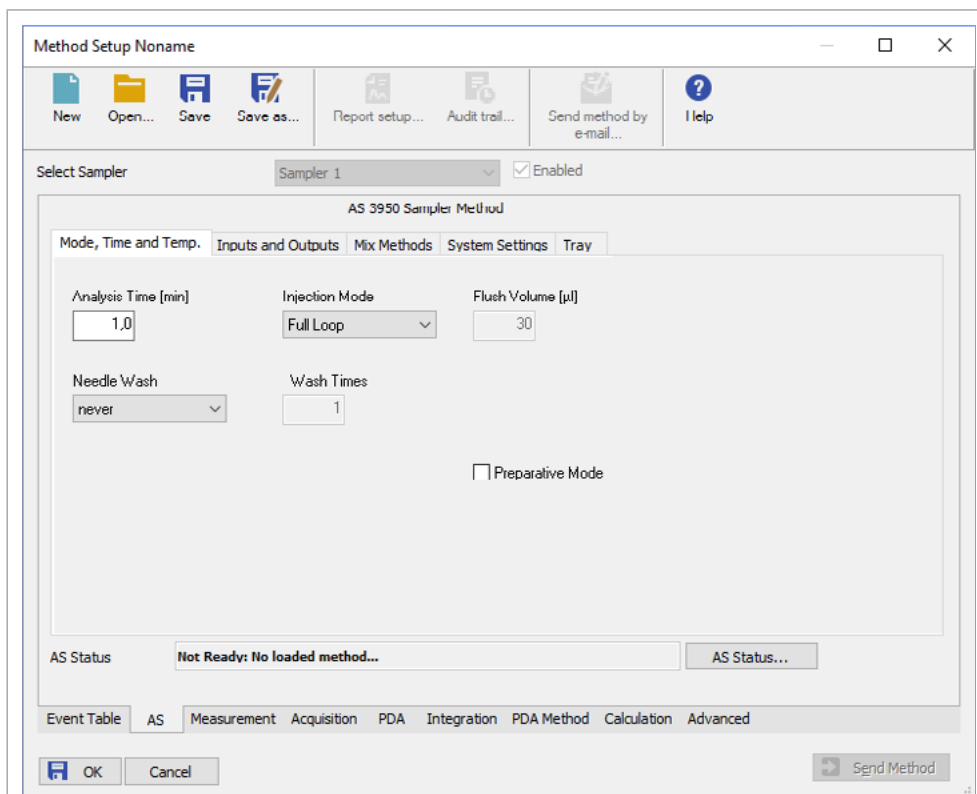 Method Setup Noname
New Open... Save Save as... Report setup... Audit trail... Send method by e-mail... Help
Select Sampler Sampler 1 Enabled
AS 3950 Sampler Method
Mode, Time and Temp. Inputs and Outputs Mix Methods System Settings Tray
Analysis Time [min] Injection Mode Flush Volume [µl]
1,0 Full Loop 30
Needle Wash Wash Times
never 1
Preparative Mode
AS Status Not Ready: No loaded method... AS Status...
Event Table AS Measurement Acquisition PDA Integration PDA Method Calculation Advanced
OK Cancel Send Method